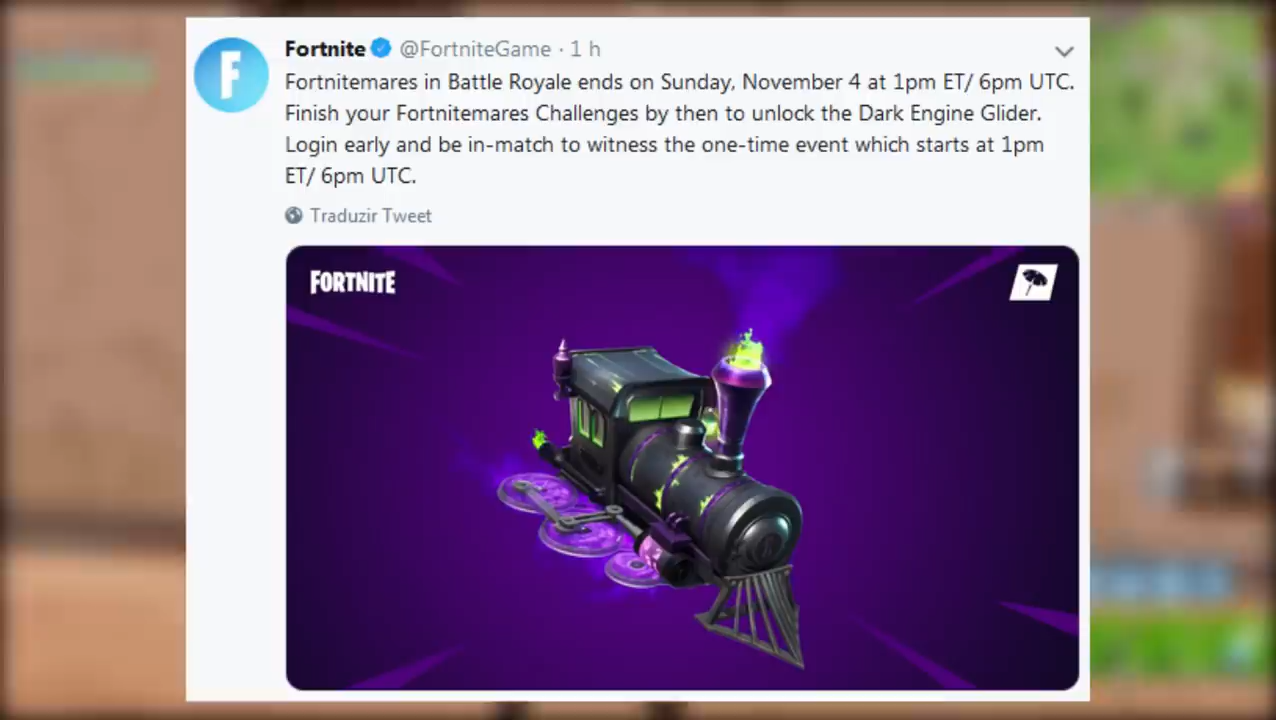 Fortnite @FortniteGame · 1 h
Fortnitemares in Battle Royale ends on Sunday, November 4 at 1pm ET/ 6pm UTC.
Finish your Fortnitemares Challenges by then to unlock the Dark Engine Glider.
Login early and be in-match to witness the one-time event which starts at 1pm
ET/ 6pm UTC.
Traduzir Tweet
FORTNITE